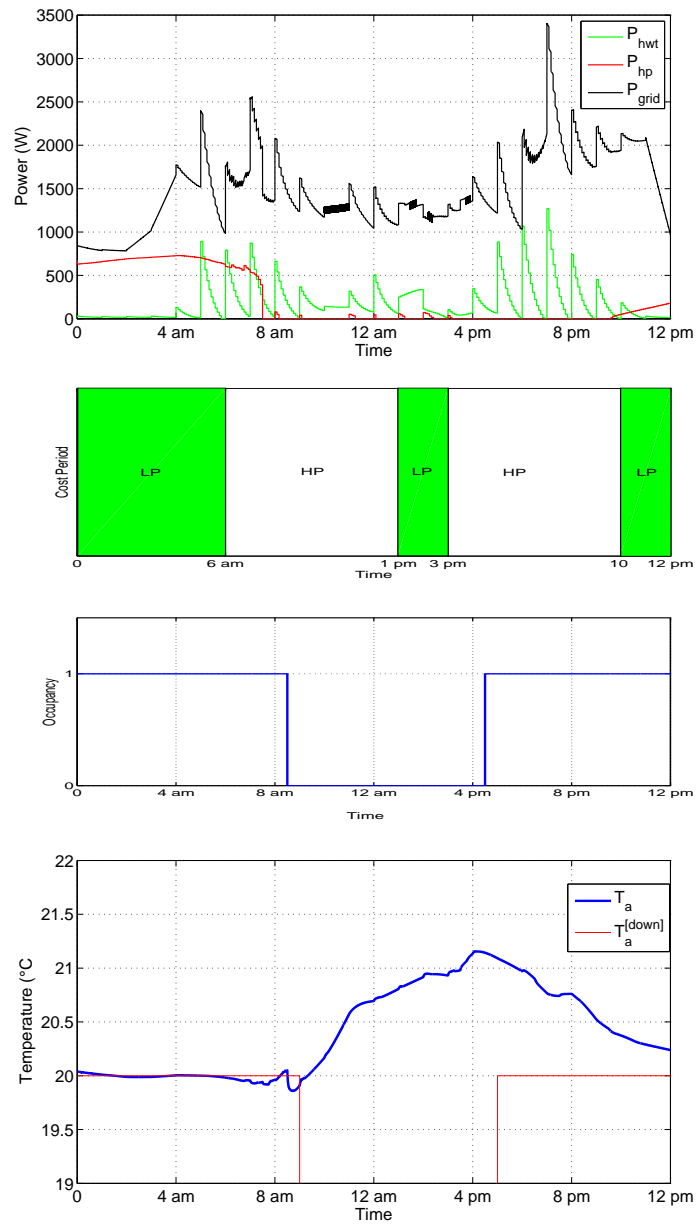 3500
3000
2500
2000
1500
1000
500
0
Power (W)
P_hwt
P_hp
P_grid
0 4 am 8 am 12 am 4 pm 8 pm 12 pm
Time
Cost Period
LP HP LP HP LP
0 6 am 1 pm 3 pm 10 12 pm
Time
1
0
Occupancy
0 4 am 8 am 12 am 4 pm 8 pm 12 pm
Time
22
21.5
21
20.5
20
19.5
19
Temperature (°C
T_a
T_a^[down]
0 4 am 8 am 12 am 4 pm 8 pm 12 pm
Time